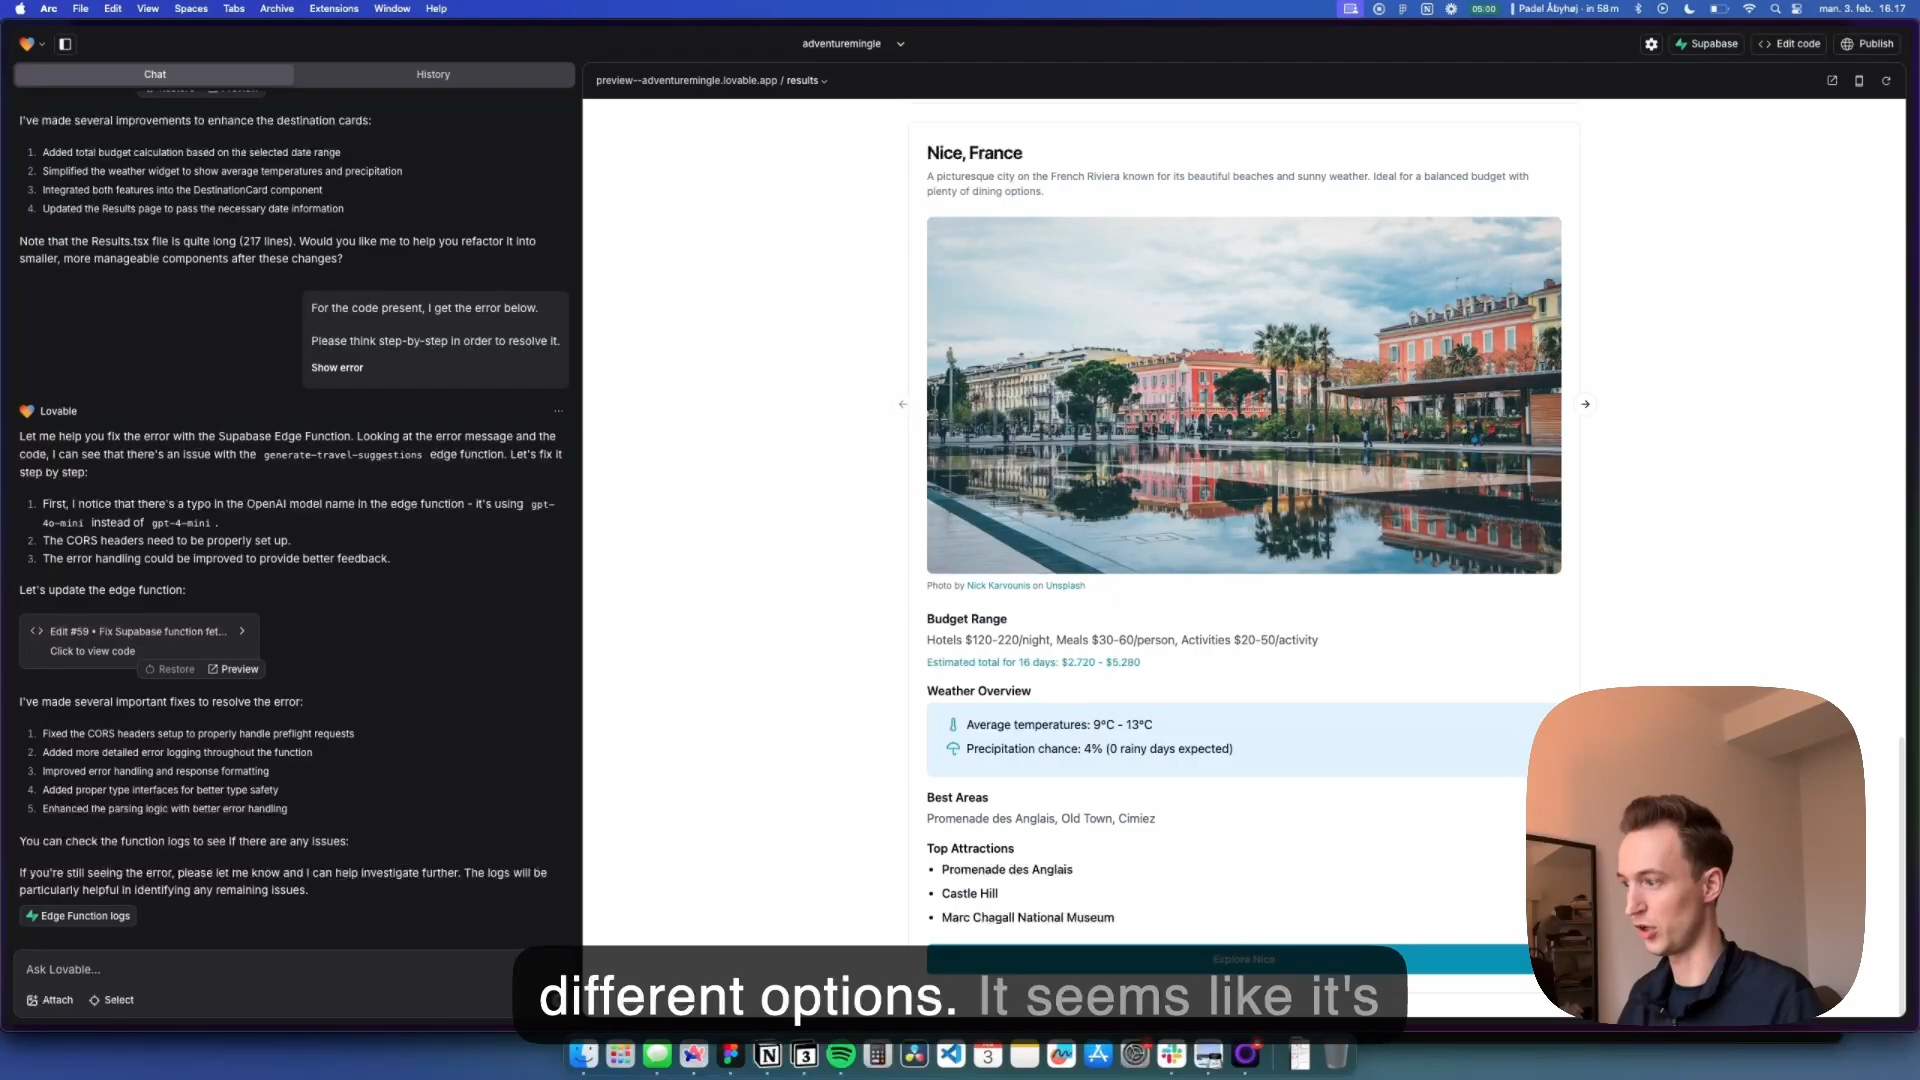 Arc File Edit View Spaces Tabs Archive Extensions Window Help
05:00 Padel Åbyhøj · in 58 m man. 3. feb. 16.17
adventuremingle
Supabase Edit code Publish
Chat History
preview--adventuremingle.lovable.app / results
I've made several improvements to enhance the destination cards:
1. Added total budget calculation based on the selected date range
2. Simplified the weather widget to show average temperatures and precipitation
3. Integrated both features into the DestinationCard component
4. Updated the Results page to pass the necessary date information
Note that the Results.tsx file is quite long (217 lines). Would you like me to help you refactor it into
smaller, more manageable components after these changes?
For the code present, I get the error below.
Please think step-by-step in order to resolve it.
Show error
Lovable
Let me help you fix the error with the Supabase Edge Function. Looking at the error message and the
code, I can see that there's an issue with the generate-travel-suggestions edge function. Let's fix it
step by step:
1. First, I notice that there's a typo in the OpenAI model name in the edge function - it's using gpt-
4o-mini instead of gpt-4-mini.
2. The CORS headers need to be properly set up.
3. The error handling could be improved to provide better feedback.
Let's update the edge function:
Edit #59 • Fix Supabase function fet...
Click to view code
Restore Preview
I've made several important fixes to resolve the error:
1. Fixed the CORS headers setup to properly handle preflight requests
2. Added more detailed error logging throughout the function
3. Improved error handling and response formatting
4. Added proper type interfaces for better type safety
5. Enhanced the parsing logic with better error handling
You can check the function logs to see if there are any issues:
If you're still seeing the error, please let me know and I can help investigate further. The logs will be
particularly helpful in identifying any remaining issues.
Edge Function logs
Ask Lovable...
Attach Select
Nice, France
A picturesque city on the French Riviera known for its beautiful beaches and sunny weather. Ideal for a balanced budget with
plenty of dining options.
Photo by Nick Karvounis on Unsplash
Budget Range
Hotels $120-220/night, Meals $30-60/person, Activities $20-50/activity
Estimated total for 16 days: $2.720 - $5.280
Weather Overview
Average temperatures: 9°C - 13°C
Precipitation chance: 4% (0 rainy days expected)
Best Areas
Promenade des Anglais, Old Town, Cimiez
Top Attractions
• Promenade des Anglais
• Castle Hill
• Marc Chagall National Museum
Explore Nice
different options. It seems like it's
3
3